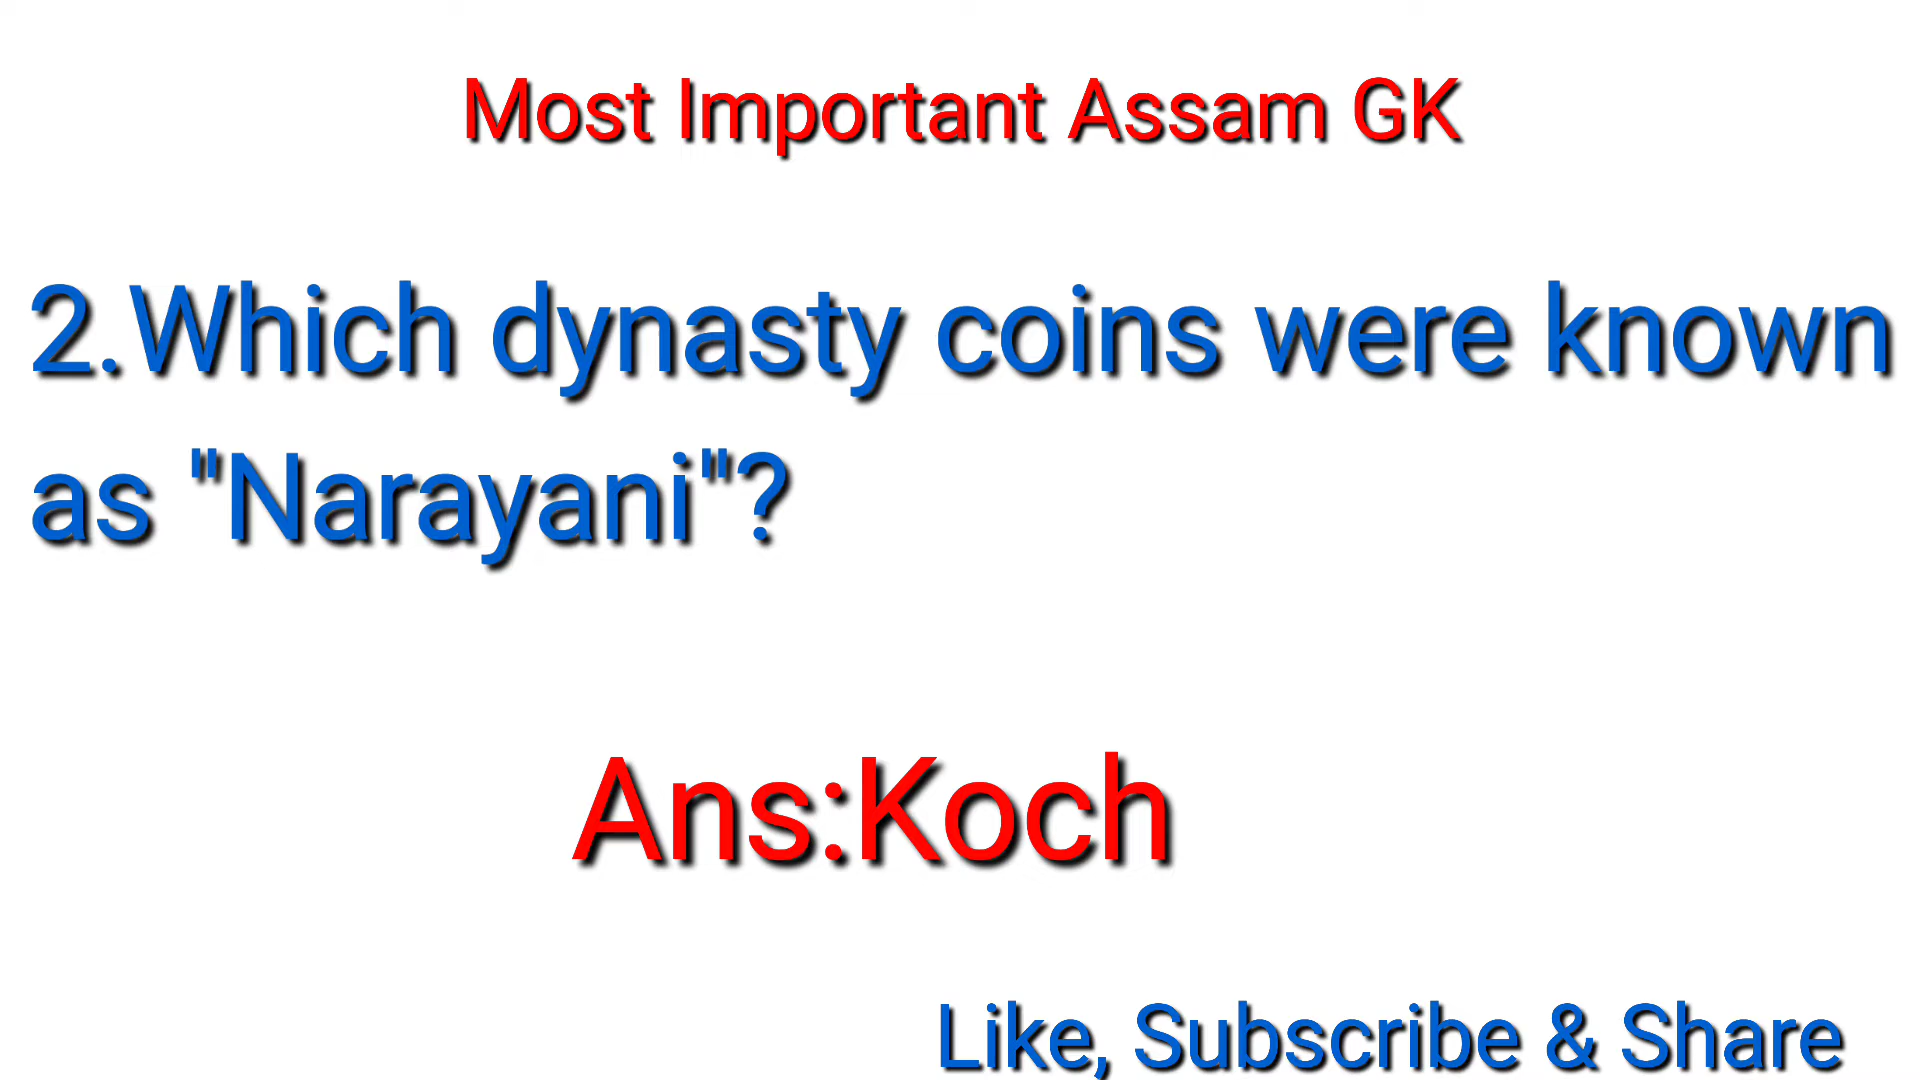 Most Important Assam GK
2.Which dynasty coins were known
as "Narayani"?
Ans:Koch
Like, Subscribe & Share